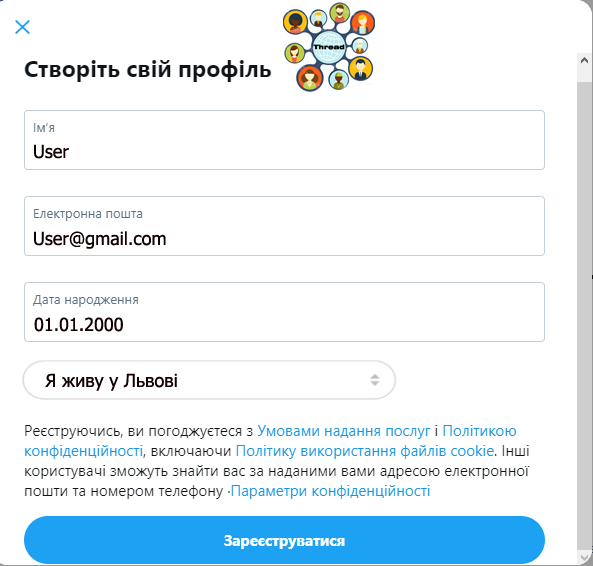 Thread
Створіть свій профіль
Ім'я
User
Електронна пошта
User@gmail.com
Дата народження
01.01.2000
Я живу у Львові
Реєструючись, ви погоджуєтеся з Умовами надання послуг і Політикою
конфіденційності, включаючи Політику використання файлів cookie. Інші
користувачі зможуть знайти вас за наданими вами адресою електронної
пошти та номером телефону ·Параметри конфіденційності
Зареєструватися